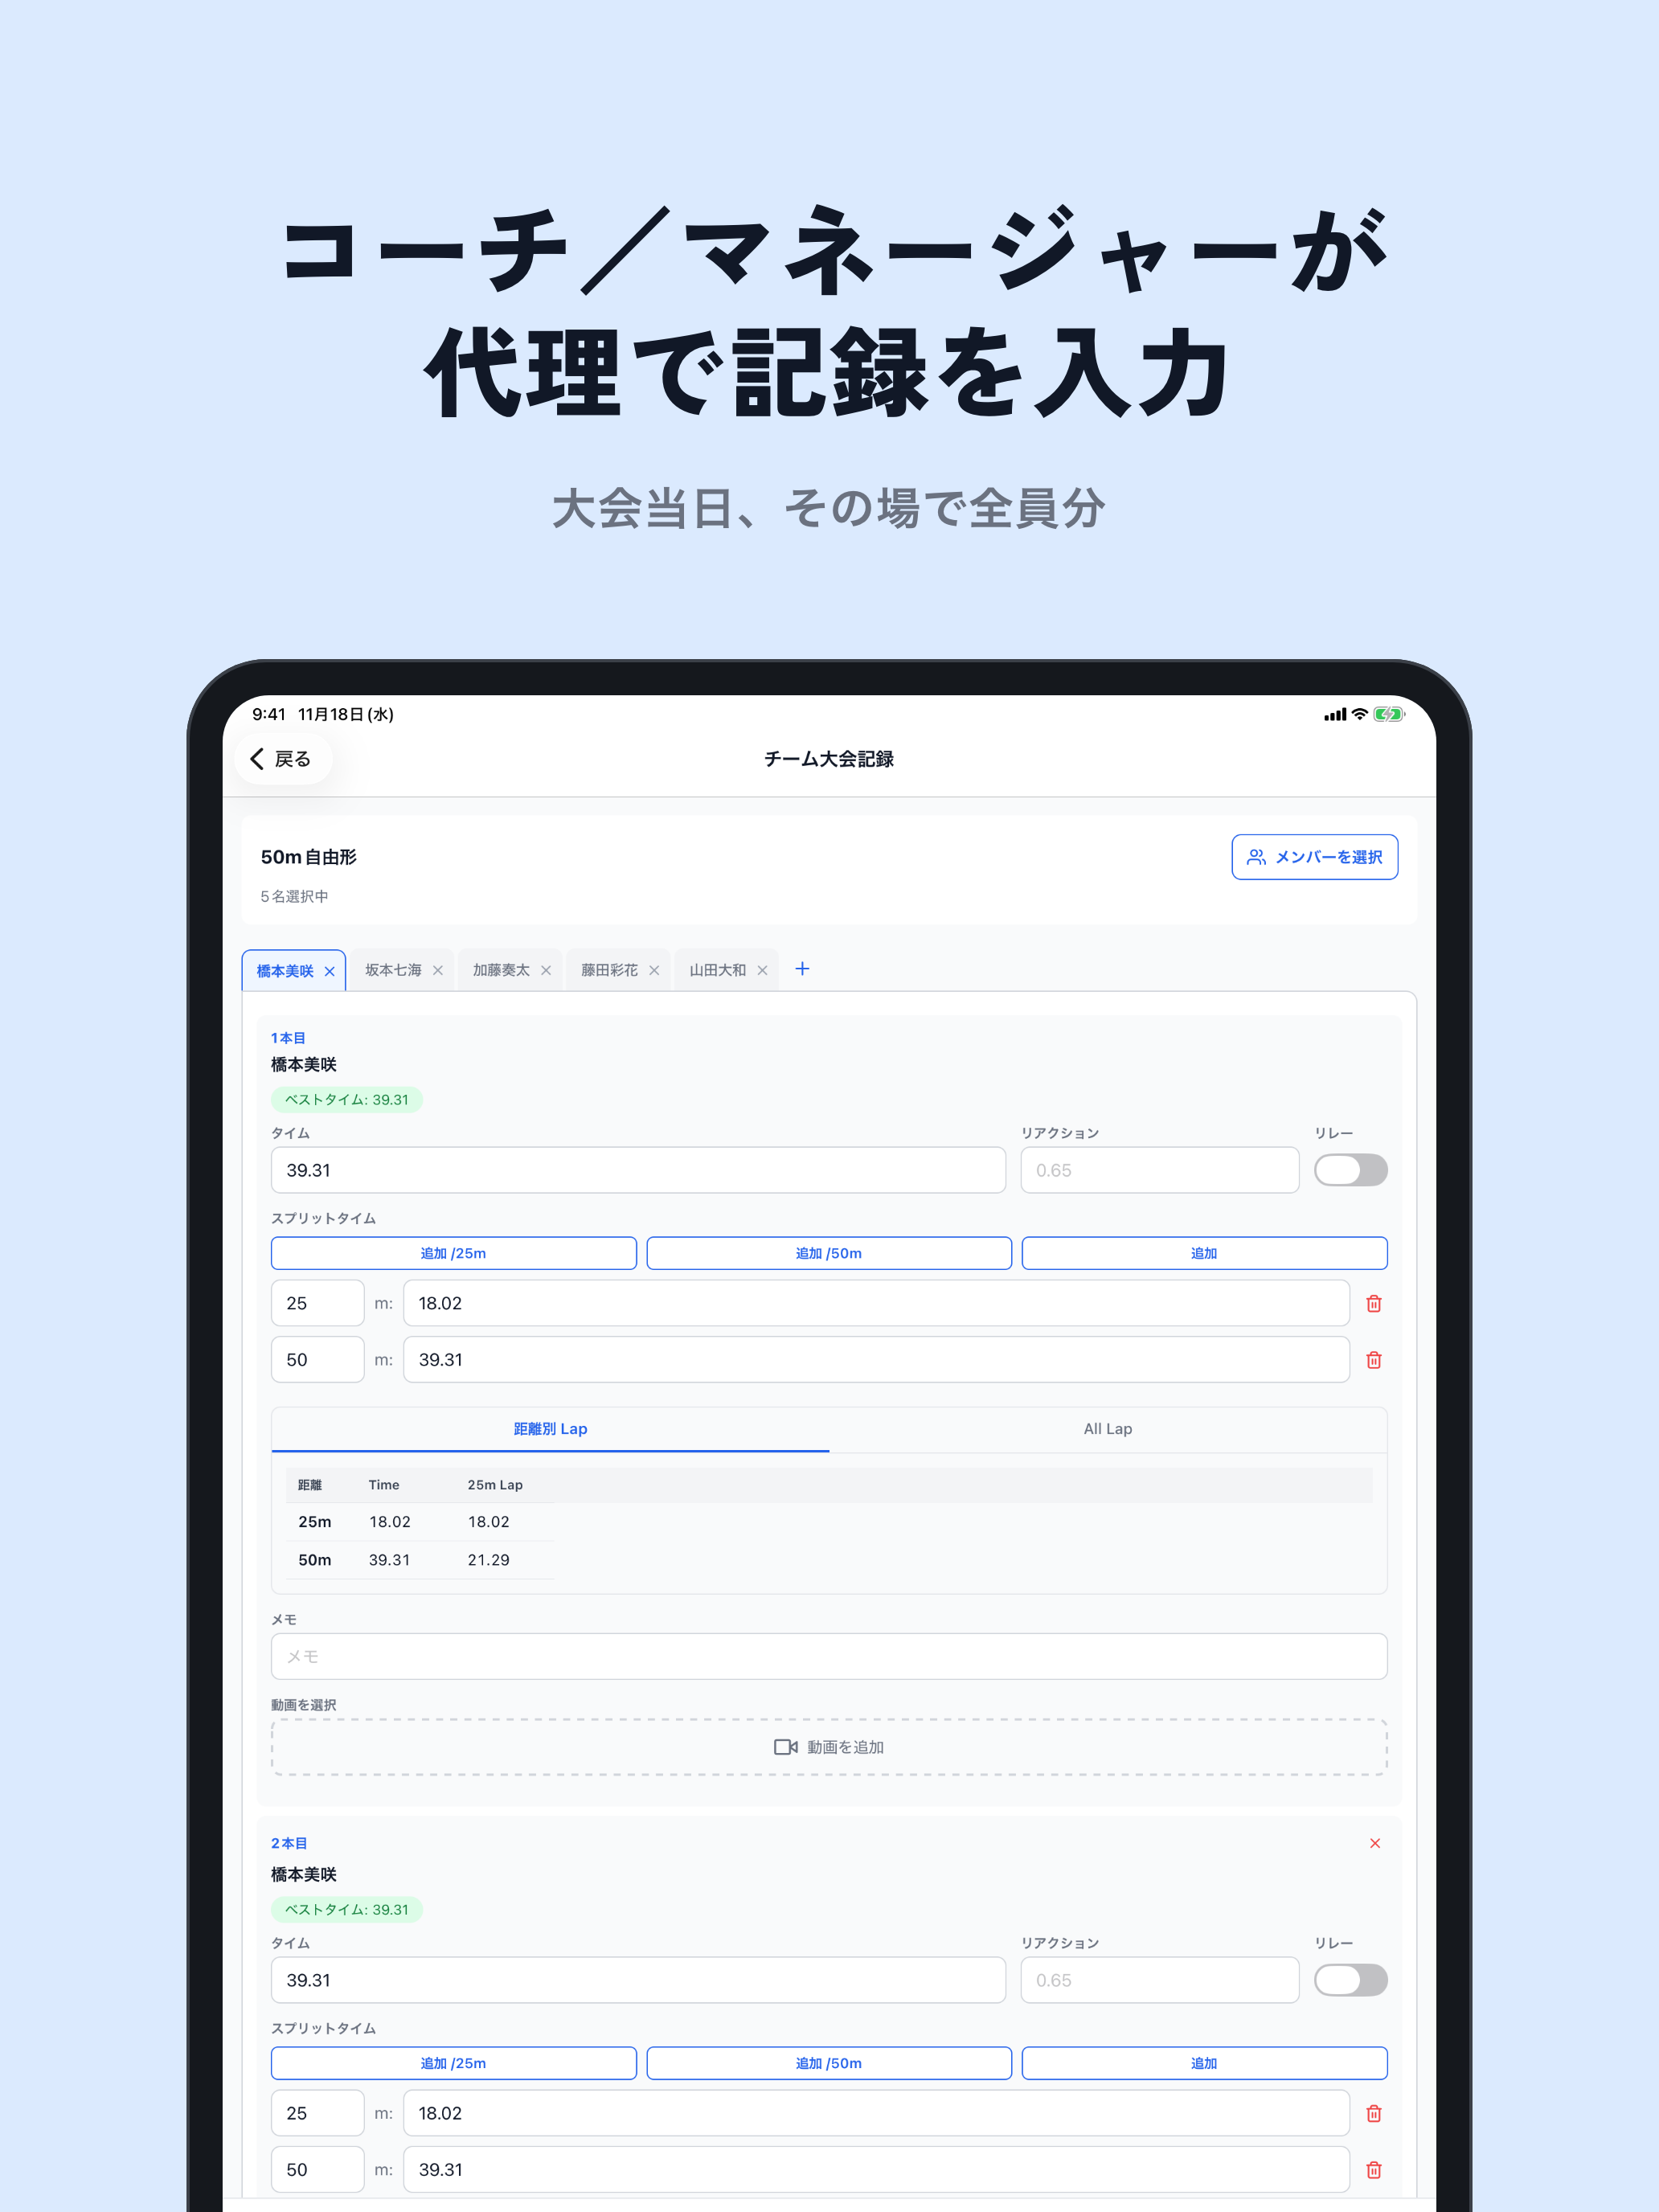 コーチ／マネージャーが
代理で記録を入力
大会当日、その場で全員分
9:41 11月18日(水)
戻る
チーム大会記録
50m自由形
メンバーを選択
5名選択中
橋本美咲 坂本七海 加藤奏太 藤田彩花 山田大和
1本目
橋本美咲
ベストタイム: 39.31
タイム リアクション リレー
39.31 0.65
スプリットタイム
追加 /25m 追加 /50m 追加
25 m: 18.02
50 m: 39.31
距離別 Lap All Lap
距離 Time 25m Lap
25m 18.02 18.02
50m 39.31 21.29
メモ
メモ
動画を選択
動画を追加
2本目
橋本美咲
ベストタイム: 39.31
タイム リアクション リレー
39.31 0.65
スプリットタイム
追加 /25m 追加 /50m 追加
25 m: 18.02
50 m: 39.31